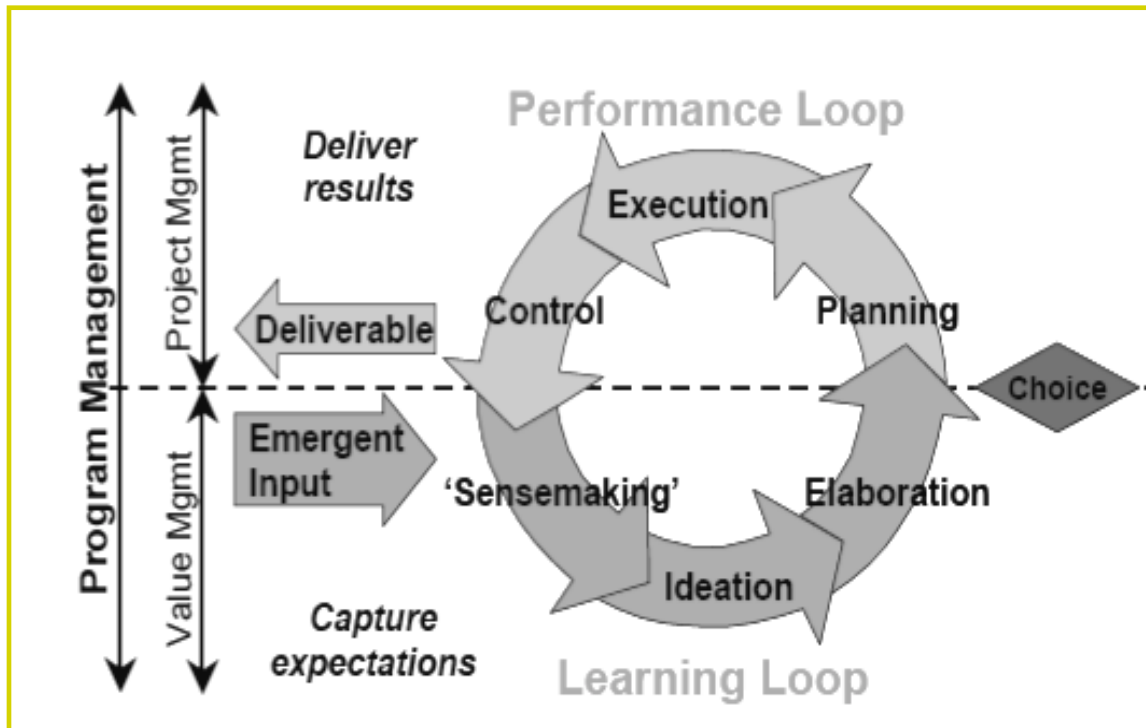 Performance Loop
Deliver
results
Execution
Control
Planning
Deliverable
Choice
Emergent
Input
'Sensemaking'
Elaboration
Ideation
Capture
expectations
Learning Loop
Program Management
Project Mgmt
Value Mgmt